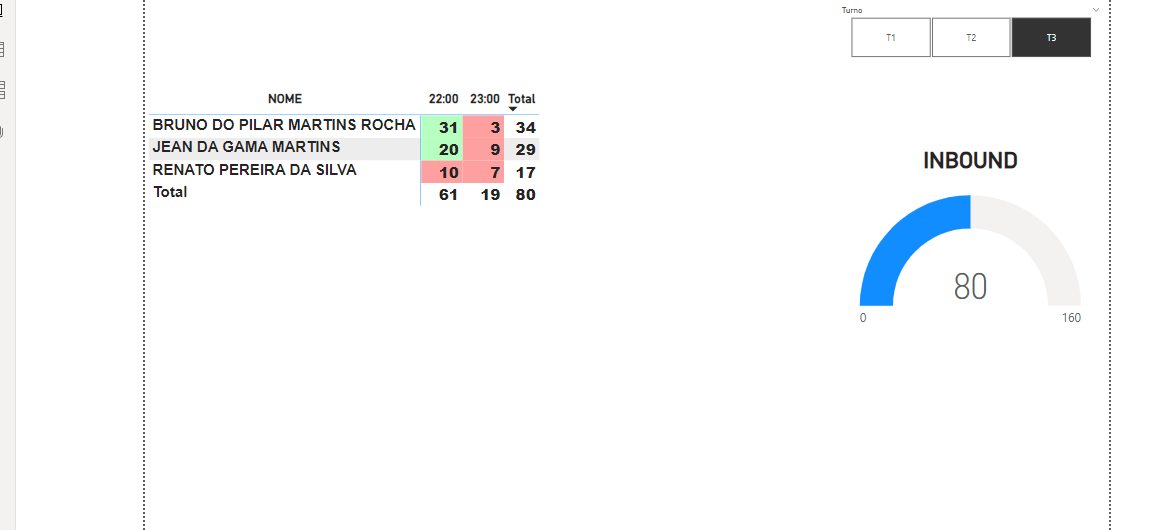 Turno
T1 T2 T3
NOME 22:00 23:00 Total
BRUNO DO PILAR MARTINS ROCHA 31 3 34
JEAN DA GAMA MARTINS 20 9 29
RENATO PEREIRA DA SILVA 10 7 17
Total 61 19 80
INBOUND
80
0 160